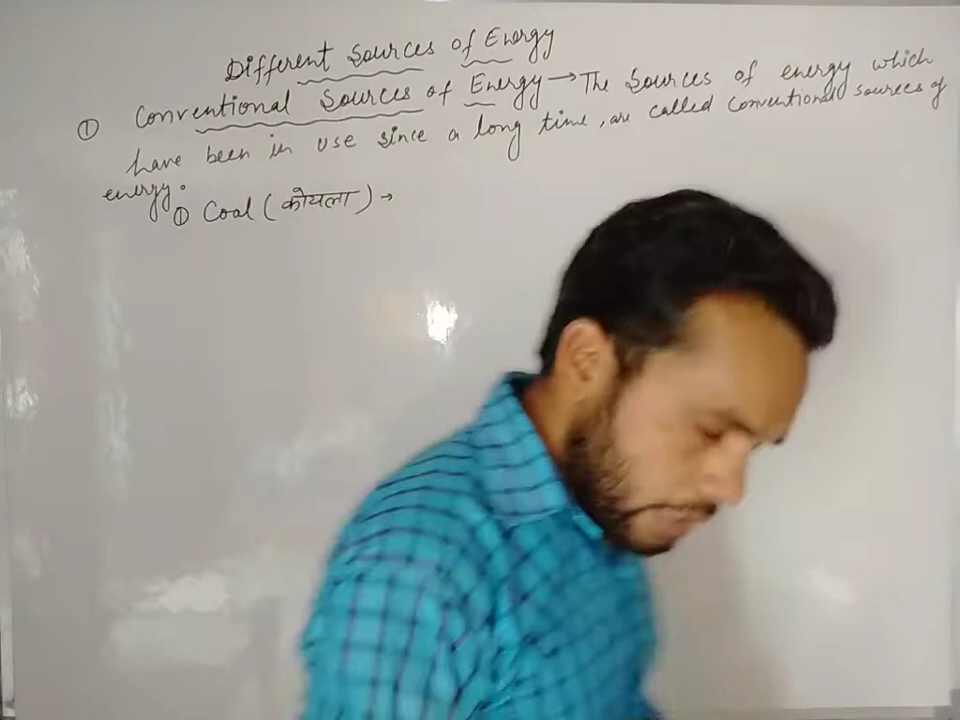 Different Sources of Energy
① Conventional Sources of Energy → The Sources of energy which
have been in use since a long time, are called Conventional sources of
energy.
① Coal (कोयला) →